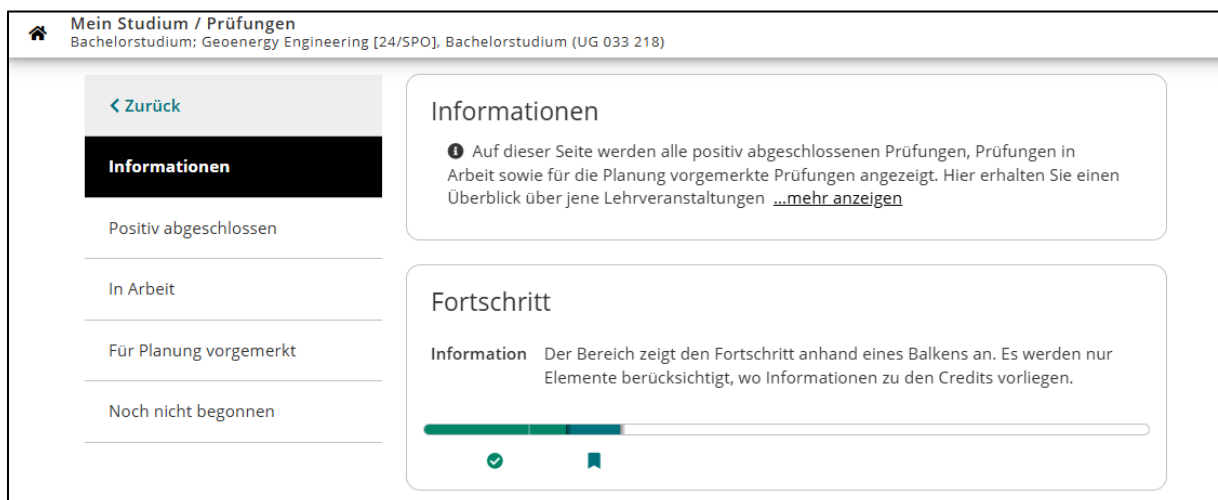 Mein Studium / Prüfungen
Bachelorstudium; Geoenergy Engineering [24/SPO], Bachelorstudium (UG 033 218)
Zurück
Informationen
Positiv abgeschlossen
In Arbeit
Für Planung vorgemerkt
Noch nicht begonnen
Informationen
Auf dieser Seite werden alle positiv abgeschlossenen Prüfungen, Prüfungen in
Arbeit sowie für die Planung vorgemerkte Prüfungen angezeigt. Hier erhalten Sie einen
Überblick über jene Lehrveranstaltungen ...mehr anzeigen
Fortschritt
Information Der Bereich zeigt den Fortschritt anhand eines Balkens an. Es werden nur
Elemente berücksichtigt, wo Informationen zu den Credits vorliegen.